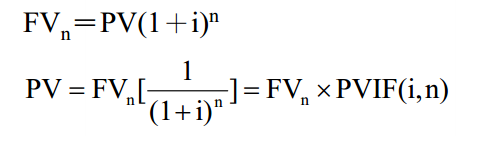 FVₙ=PV(1+i)ⁿ
PV = FVₙ[1/(1+i)ⁿ] = FVₙ × PVIF(i,n)